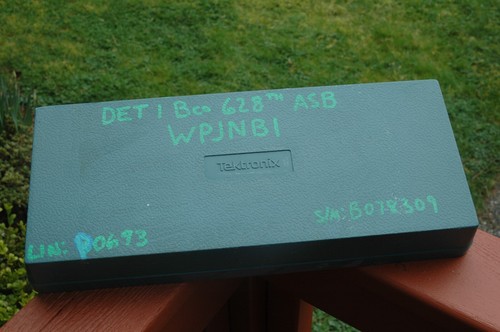 DET 1 Bco 628TH ASB
WPJNB1
Tektronix
S/N: B078309
LIN: P0693